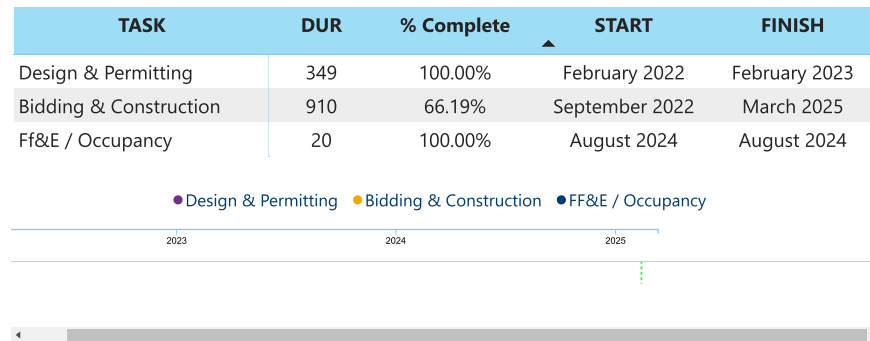 TASK DUR % Complete START FINISH
Design & Permitting 349 100.00% February 2022 February 2023
Bidding & Construction 910 66.19% September 2022 March 2025
Ff&E / Occupancy 20 100.00% August 2024 August 2024
Design & Permitting Bidding & Construction FF&E / Occupancy
2023 2024 2025